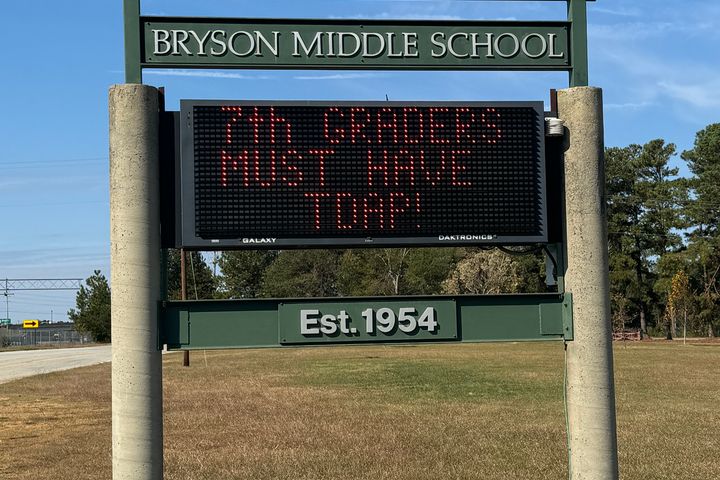 BRYSON MIDDLE SCHOOL
7th GRADERS
MUST HAVE
TDAP!
GALAXY DAKTRONICS
Est. 1954